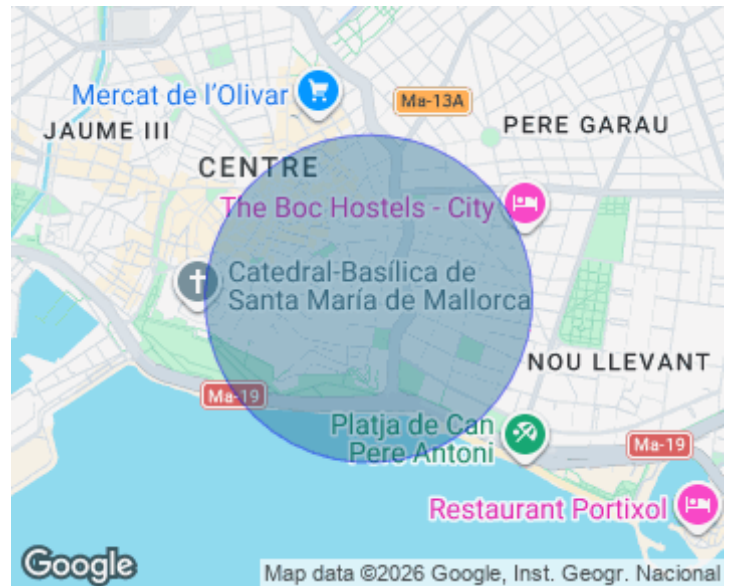 Mercat de l'Olivar
Ma-13A
JAUME III
PERE GARAU
CENTRE
The Boc Hostels - City
Catedral-Basílica de
Santa María de Mallorca
NOU LLEVANT
Ma-19
Platja de Can
Pere Antoni
Ma-19
Restaurant Portixol
Google
Map data ©2026 Google, Inst. Geogr. Nacional